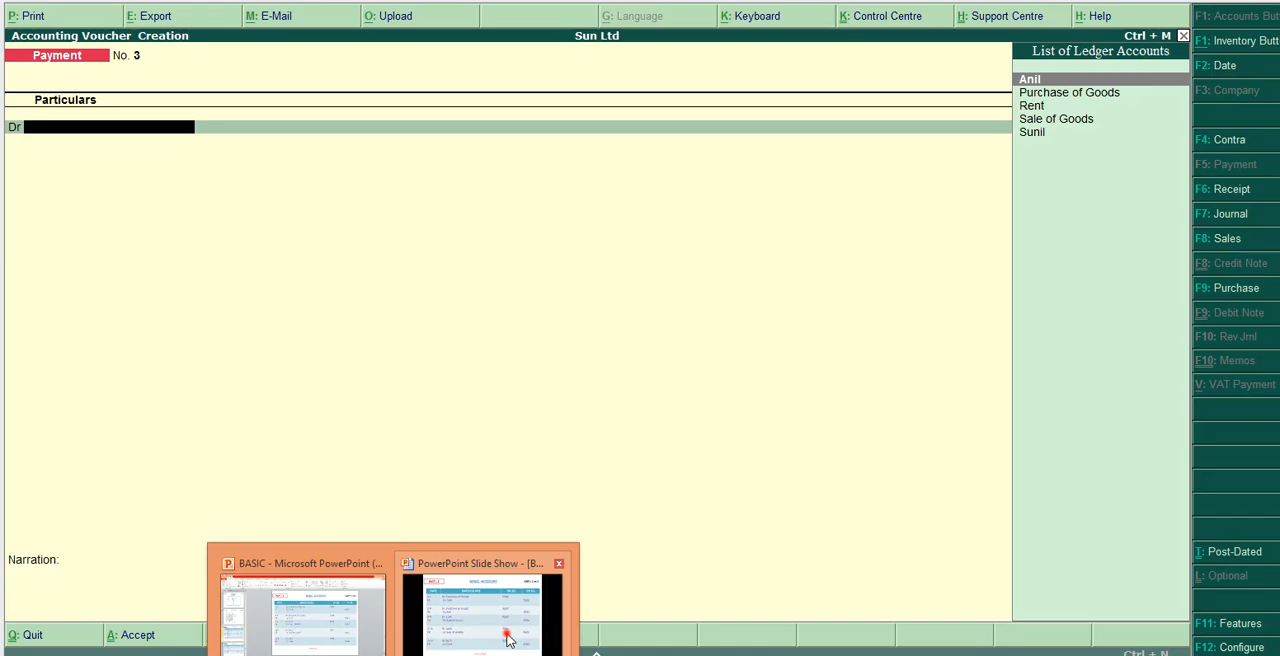 P: Print E: Export M: E-Mail O: Upload G: Language K: Keyboard K: Control Centre H: Support Centre H: Help
Accounting Voucher Creation Sun Ltd Ctrl + M
Payment No. 3
Particulars
Dr
List of Ledger Accounts
Anil
Purchase of Goods
Rent
Sale of Goods
Sunil
F1: Accounts But
F1: Inventory Butt
F2: Date
F3: Company
F4: Contra
F5: Payment
F6: Receipt
F7: Journal
F8: Sales
F8: Credit Note
F9: Purchase
F9: Debit Note
F10: Rev Jrnl
F10: Memos
V: VAT Payment
T: Post-Dated
L: Optional
F11: Features
F12: Configure
Narration:
BASIC - Microsoft PowerPoint (... PowerPoint Slide Show - [B...
Q: Quit A: Accept
Ctrl + N